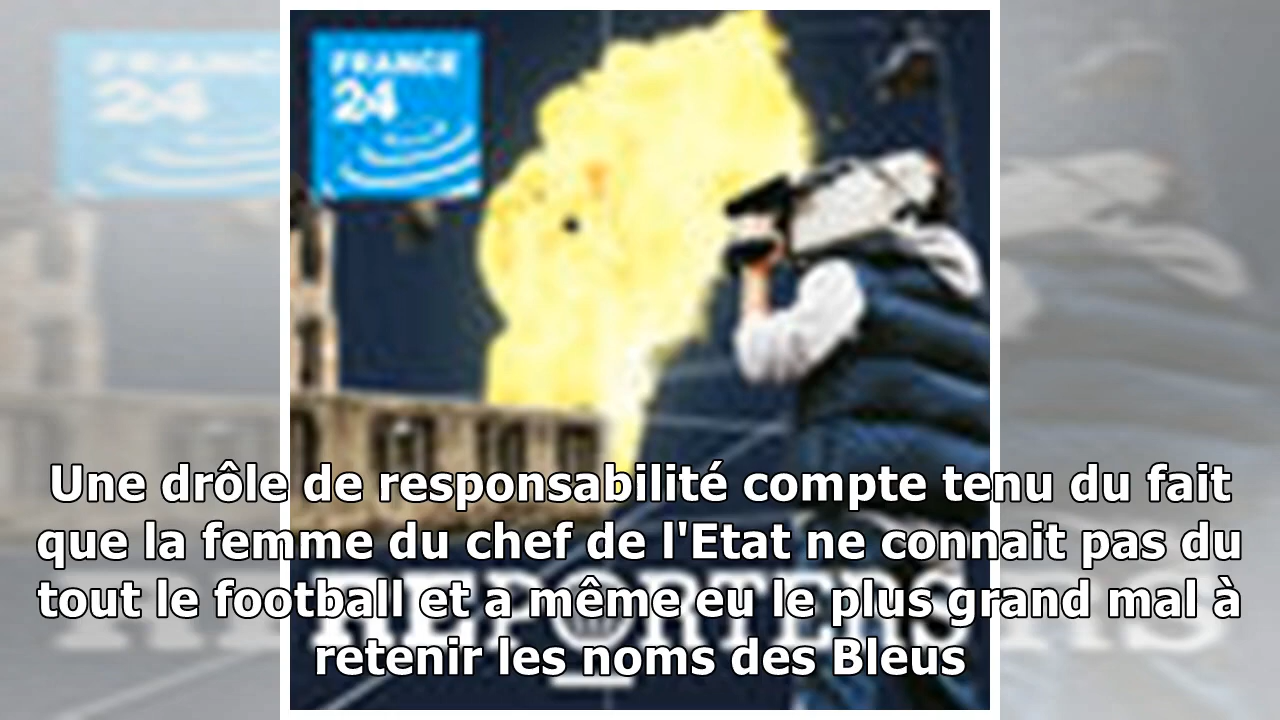 FRANCE
24
Une drôle de responsabilité compte tenu du fait
que la femme du chef de l'Etat ne connait pas du
tout le football et a même eu le plus grand mal à
REPORTERS
retenir les noms des Bleus